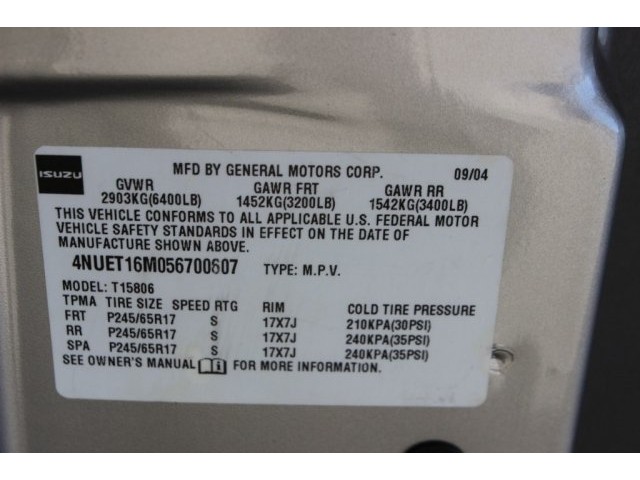 ISUZU
MFD BY GENERAL MOTORS CORP. 09/04
GVWR GAWR FRT GAWR RR
2903KG(6400LB) 1452KG(3200LB) 1542KG(3400LB)
THIS VEHICLE CONFORMS TO ALL APPLICABLE U.S. FEDERAL MOTOR
VEHICLE SAFETY STANDARDS IN EFFECT ON THE DATE OF
MANUFACTURE SHOWN ABOVE.
4NUET16M056700607 TYPE: M.P.V.
MODEL: T15806
TPMA TIRE SIZE SPEED RTG RIM COLD TIRE PRESSURE
FRT P245/65R17 S 17X7J 210KPA(30PSI)
RR P245/65R17 S 17X7J 240KPA(35PSI)
SPA P245/65R17 S 17X7J 240KPA(35PSI)
SEE OWNER'S MANUAL FOR MORE INFORMATION.